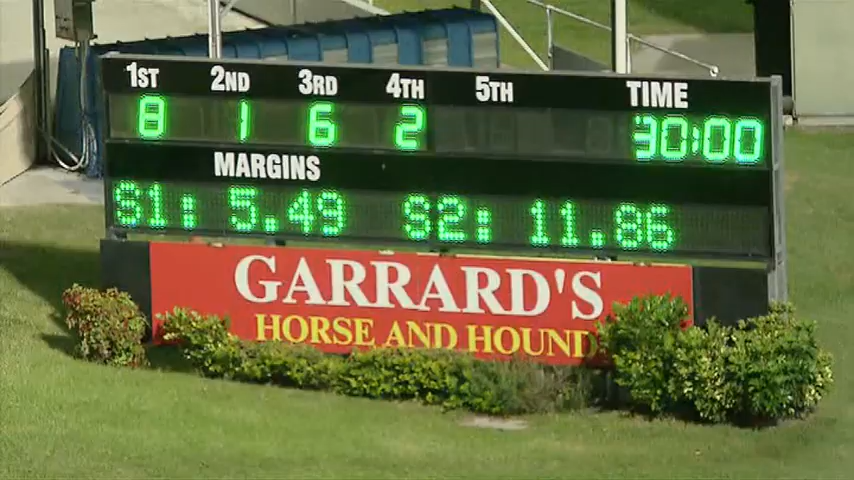 1ST 2ND 3RD 4TH 5TH TIME
8 1 6 2 30:00
MARGINS
S1: 5.49 S2: 11.86
GARRARD'S
HORSE AND HOUND